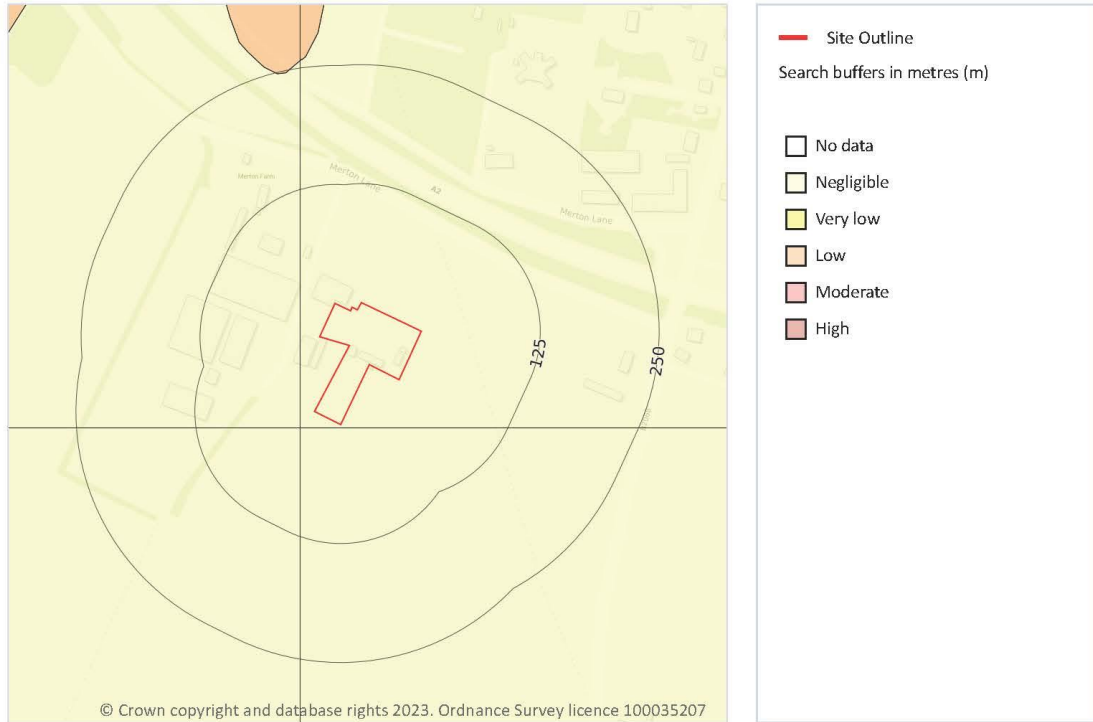 Merton Lane
A2
Merton Farm
Merton Lane
125
250
© Crown copyright and database rights 2023. Ordnance Survey licence 100035207
Site Outline
Search buffers in metres (m)
No data
Negligible
Very low
Low
Moderate
High